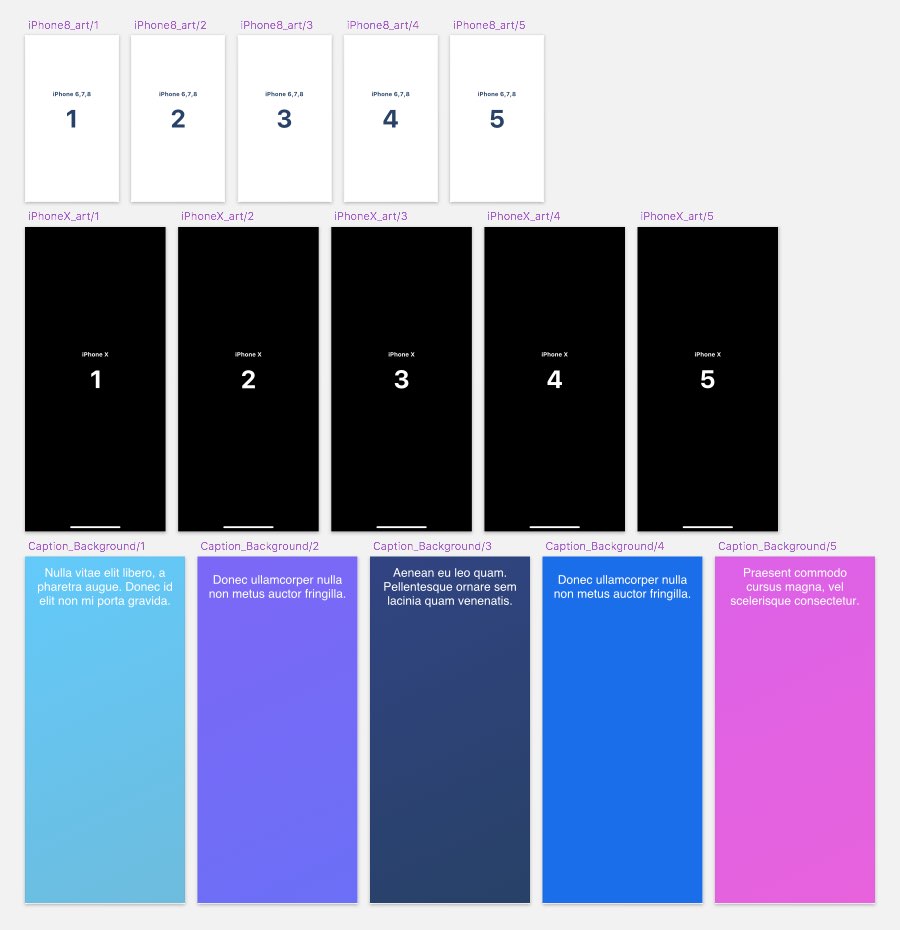 iPhone8_art/1
iPhone8_art/2
iPhone8_art/3
iPhone8_art/4
iPhone8_art/5
iPhone 6,7,8
1
iPhone 6,7,8
2
iPhone 6,7,8
3
iPhone 6,7,8
4
iPhone 6,7,8
5
iPhoneX_art/1
iPhoneX_art/2
iPhoneX_art/3
iPhoneX_art/4
iPhoneX_art/5
iPhone X
1
iPhone X
2
iPhone X
3
iPhone X
4
iPhone X
5
Caption_Background/1
Caption_Background/2
Caption_Background/3
Caption_Background/4
Caption_Background/5
Nulla vitae elit libero, a
pharetra augue. Donec id
elit non mi porta gravida.
Donec ullamcorper nulla
non metus auctor fringilla.
Aenean eu leo quam.
Pellentesque ornare sem
lacinia quam venenatis.
Donec ullamcorper nulla
non metus auctor fringilla.
Praesent commodo
cursus magna, vel
scelerisque consectetur.